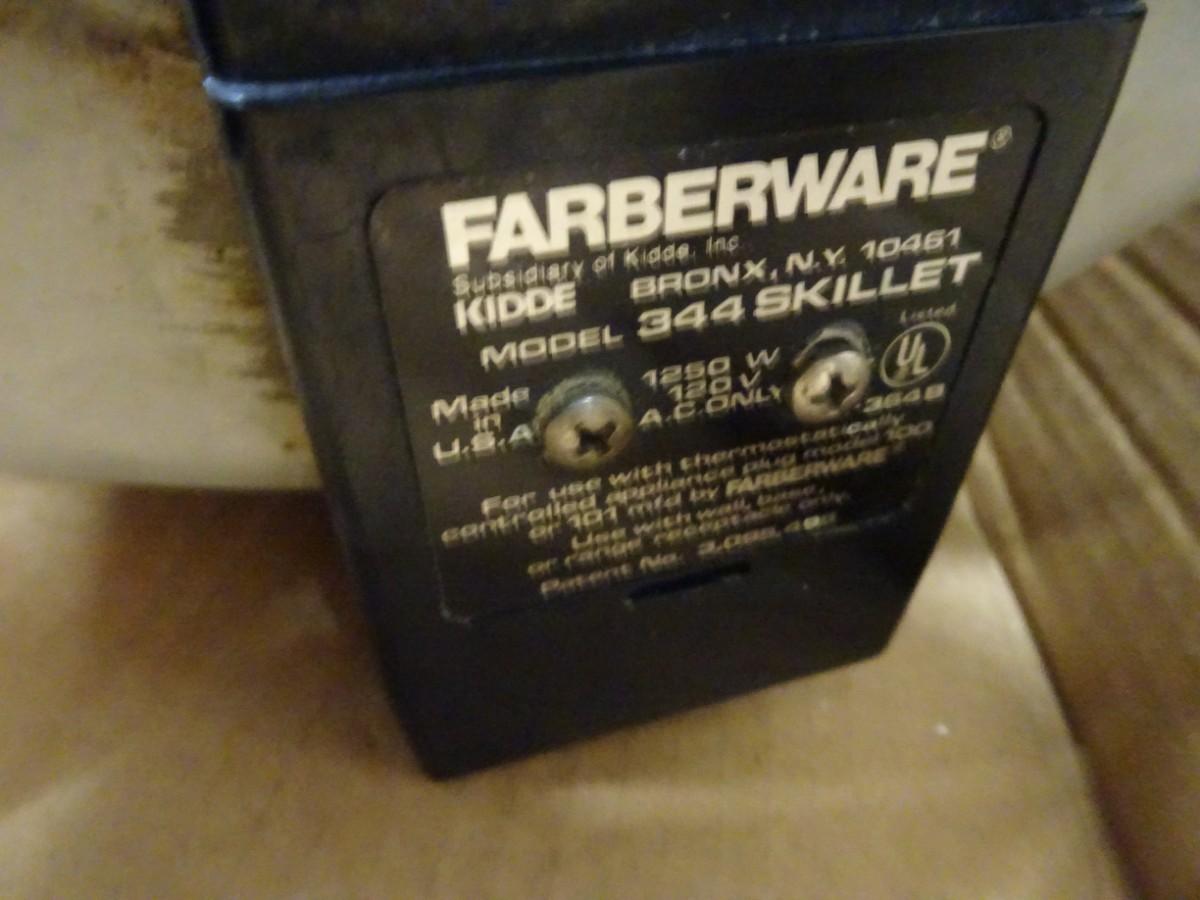 FARBERWARE®
Subsidiary of Kidde, Inc.
KIDDE BRONX, N.Y. 10461
MODEL 344 SKILLET
Listed
UL
Made in U.S.A
1250 W
120 V
A.C. ONLY
364B
For use with thermostatically
controlled appliance plug model 100
or 101 mfd by FARBERWARE®
Use with wall, base,
or range receptacle only.
Patent No.